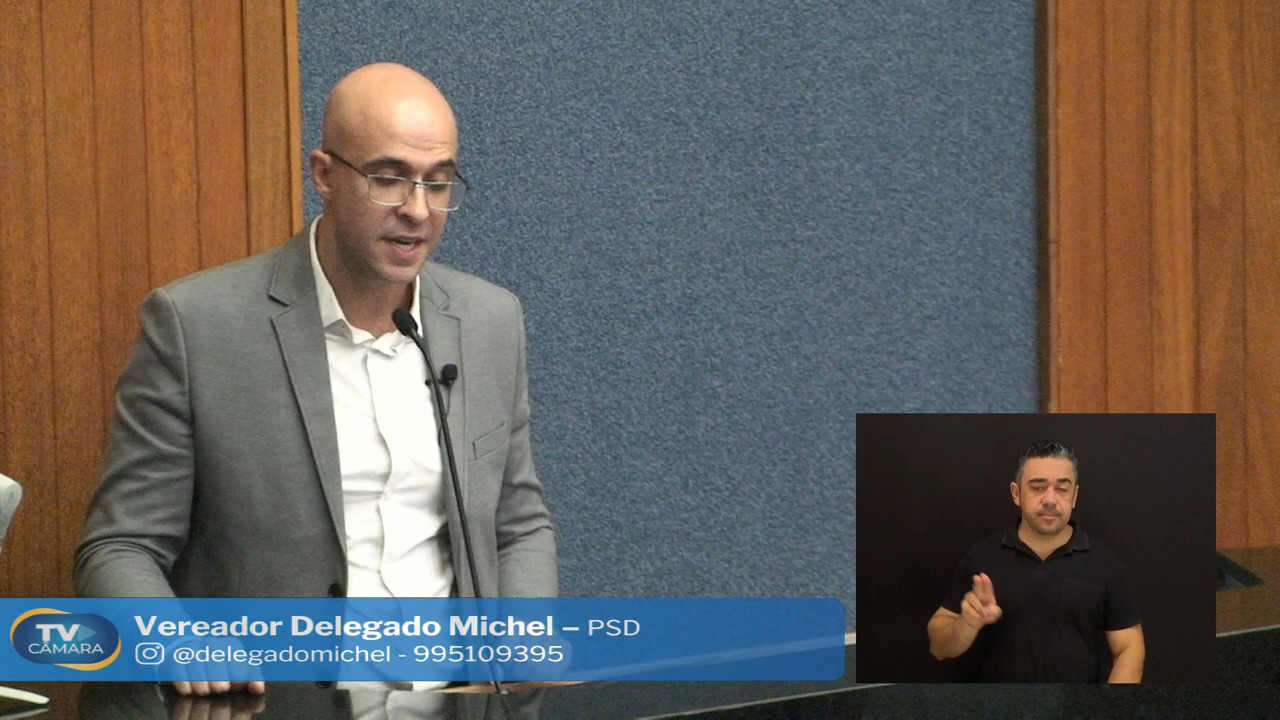 TV
CÂMARA
Vereador Delegado Michel – PSD
@delegadomichel - 995109395